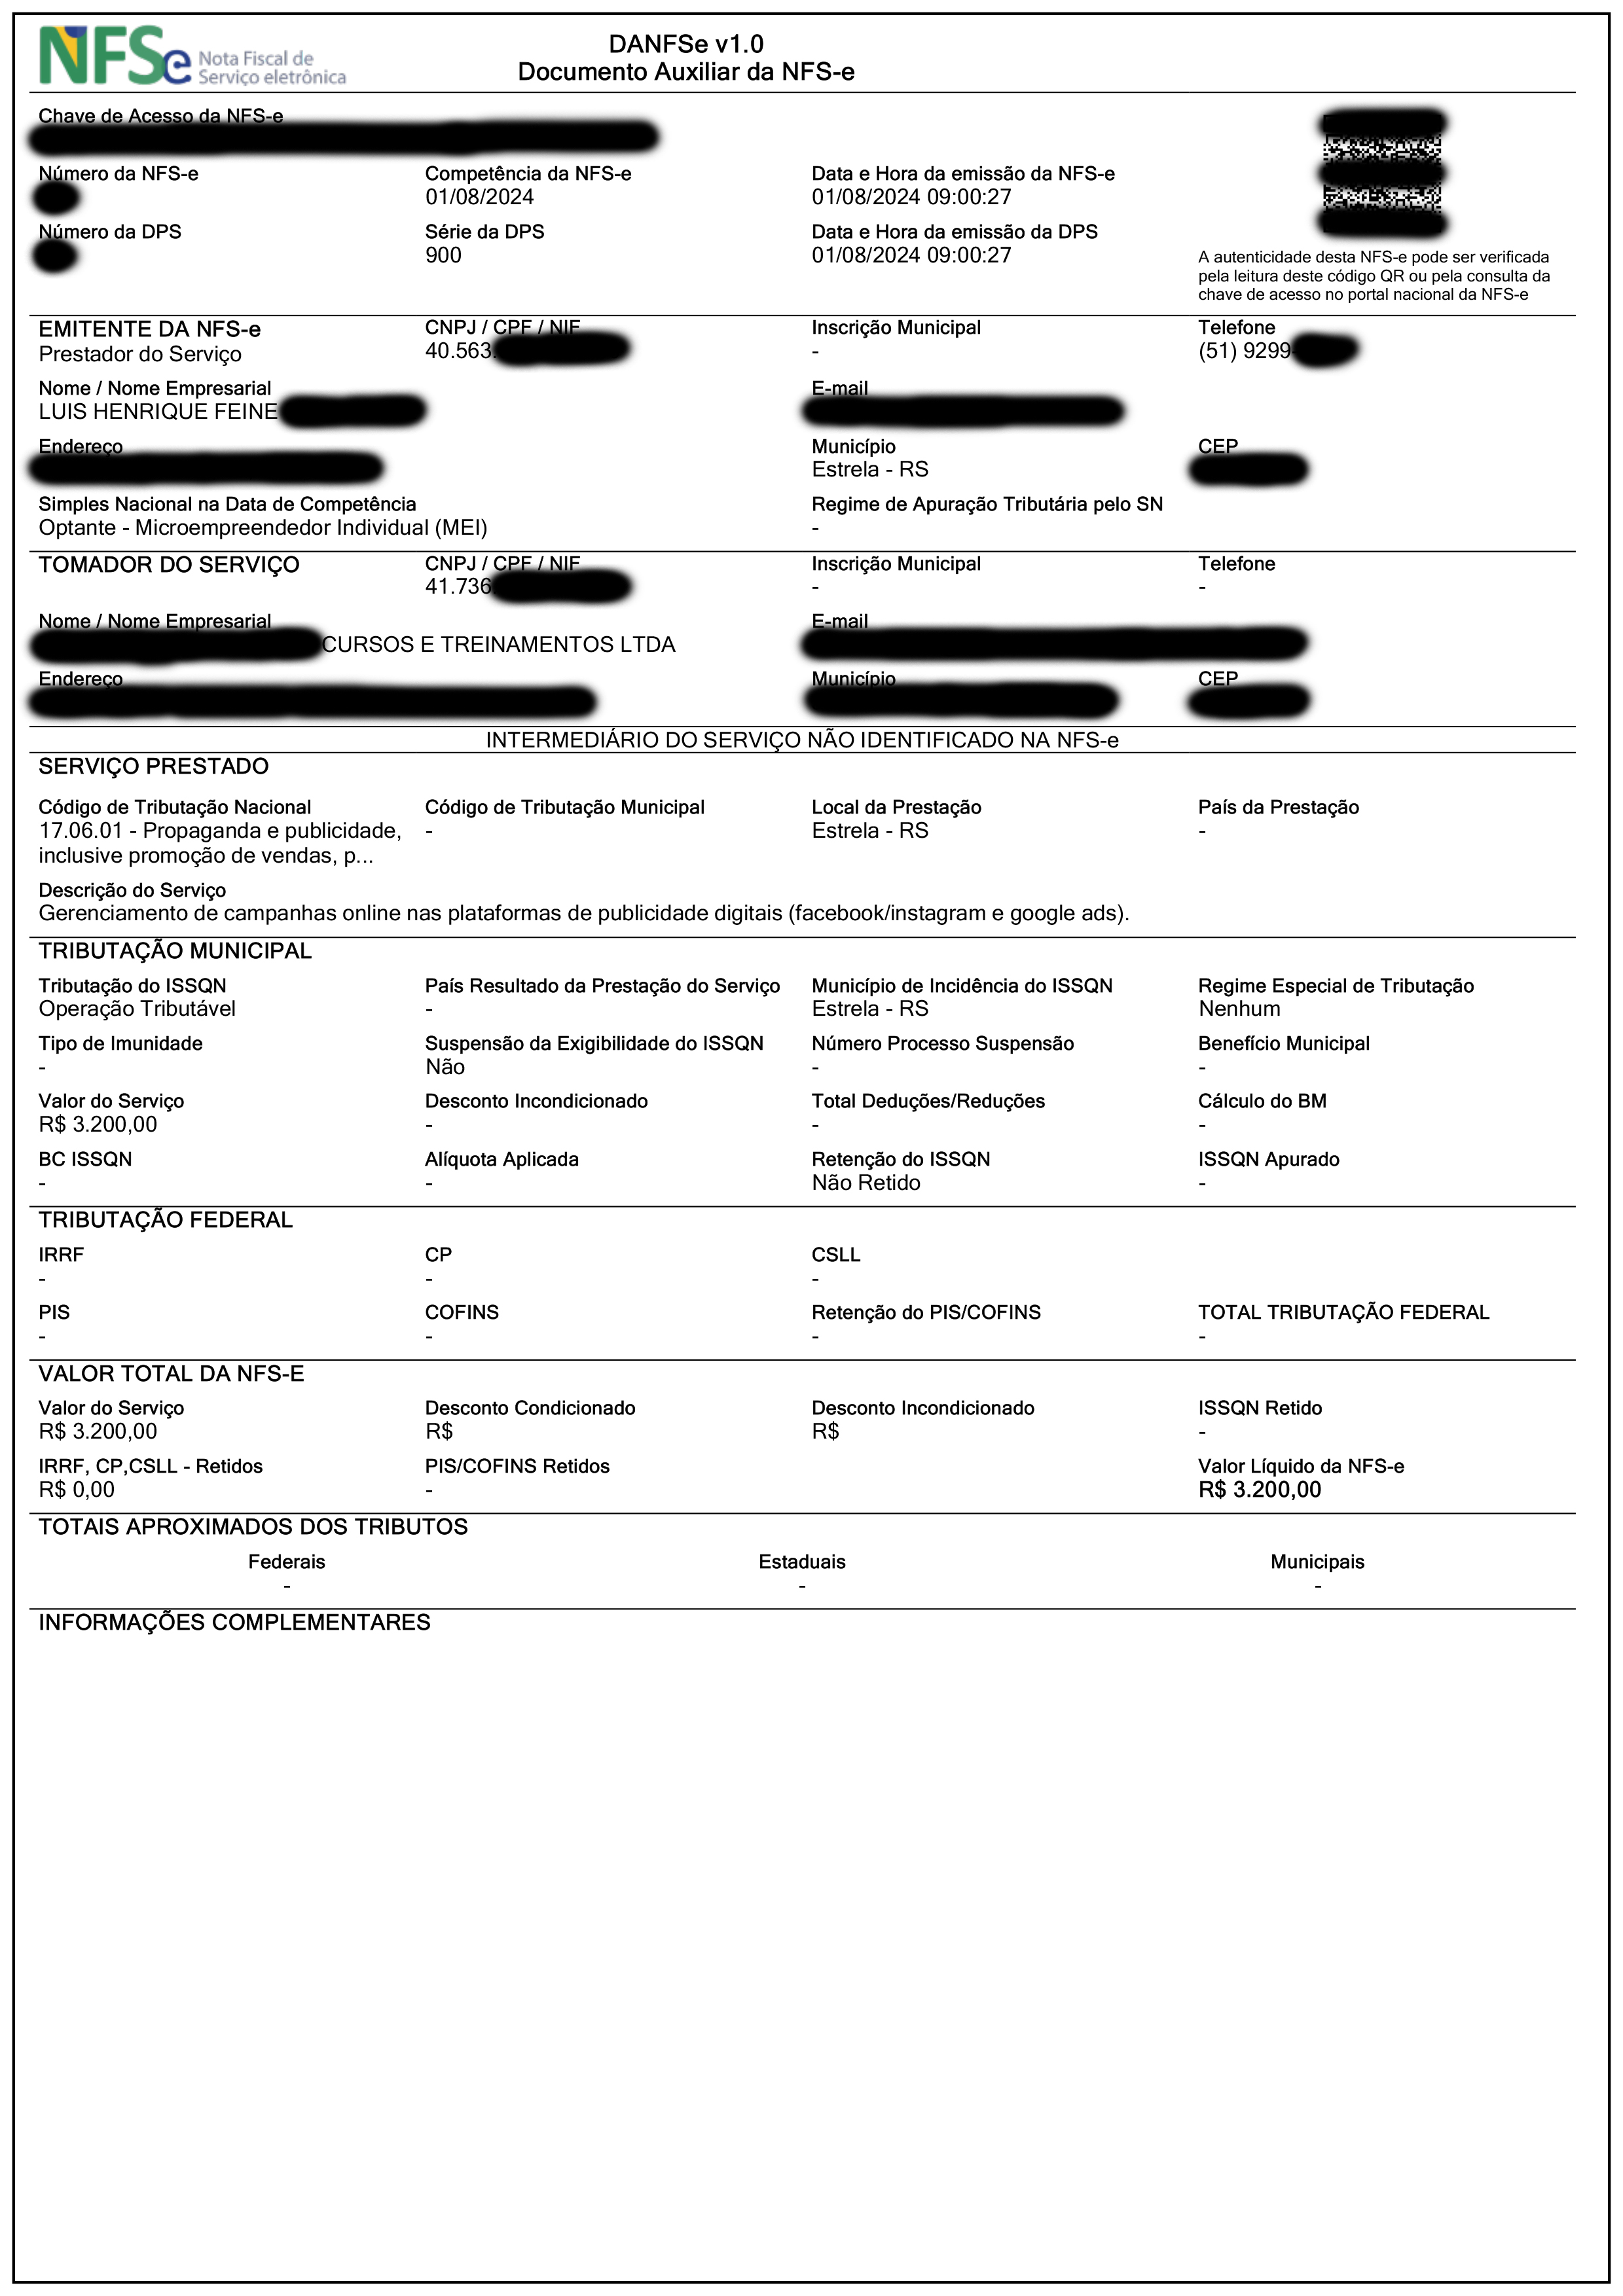 NFSe Nota Fiscal de
Serviço eletrônica
DANFSe v1.0
Documento Auxiliar da NFS-e
Chave de Acesso da NFS-e
Número da NFS-e
Competência da NFS-e
01/08/2024
Data e Hora da emissão da NFS-e
01/08/2024 09:00:27
Número da DPS
Série da DPS
900
Data e Hora da emissão da DPS
01/08/2024 09:00:27
A autenticidade desta NFS-e pode ser verificada
pela leitura deste código QR ou pela consulta da
chave de acesso no portal nacional da NFS-e
EMITENTE DA NFS-e
Prestador do Serviço
CNPJ / CPF / NIF
40.563.
Inscrição Municipal
-
Telefone
(51) 9299
Nome / Nome Empresarial
LUIS HENRIQUE FEINE
E-mail
Endereço
Município
Estrela - RS
CEP
Simples Nacional na Data de Competência
Optante - Microempreendedor Individual (MEI)
Regime de Apuração Tributária pelo SN
-
TOMADOR DO SERVIÇO
CNPJ / CPF / NIF
41.736
Inscrição Municipal
-
Telefone
-
Nome / Nome Empresarial
CURSOS E TREINAMENTOS LTDA
E-mail
Endereço
Município
CEP
INTERMEDIÁRIO DO SERVIÇO NÃO IDENTIFICADO NA NFS-e
SERVIÇO PRESTADO
Código de Tributação Nacional
17.06.01 - Propaganda e publicidade,
inclusive promoção de vendas, p...
Código de Tributação Municipal
-
Local da Prestação
Estrela - RS
País da Prestação
-
Descrição do Serviço
Gerenciamento de campanhas online nas plataformas de publicidade digitais (facebook/instagram e google ads).
TRIBUTAÇÃO MUNICIPAL
Tributação do ISSQN
Operação Tributável
País Resultado da Prestação do Serviço
-
Município de Incidência do ISSQN
Estrela - RS
Regime Especial de Tributação
Nenhum
Tipo de Imunidade
-
Suspensão da Exigibilidade do ISSQN
Não
Número Processo Suspensão
-
Benefício Municipal
-
Valor do Serviço
R$ 3.200,00
Desconto Incondicionado
-
Total Deduções/Reduções
-
Cálculo do BM
-
BC ISSQN
-
Alíquota Aplicada
-
Retenção do ISSQN
Não Retido
ISSQN Apurado
-
TRIBUTAÇÃO FEDERAL
IRRF
-
CP
-
CSLL
-
PIS
-
COFINS
-
Retenção do PIS/COFINS
-
TOTAL TRIBUTAÇÃO FEDERAL
-
VALOR TOTAL DA NFS-E
Valor do Serviço
R$ 3.200,00
Desconto Condicionado
R$
Desconto Incondicionado
R$
ISSQN Retido
-
IRRF, CP,CSLL - Retidos
R$ 0,00
PIS/COFINS Retidos
-
Valor Líquido da NFS-e
R$ 3.200,00
TOTAIS APROXIMADOS DOS TRIBUTOS
Federais
-
Estaduais
-
Municipais
-
INFORMAÇÕES COMPLEMENTARES